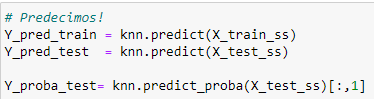 # Predecimos!
Y_pred_train = knn.predict(X_train_ss)
Y_pred_test  = knn.predict(X_test_ss)
Y_proba_test= knn.predict_proba(X_test_ss)[:,1]